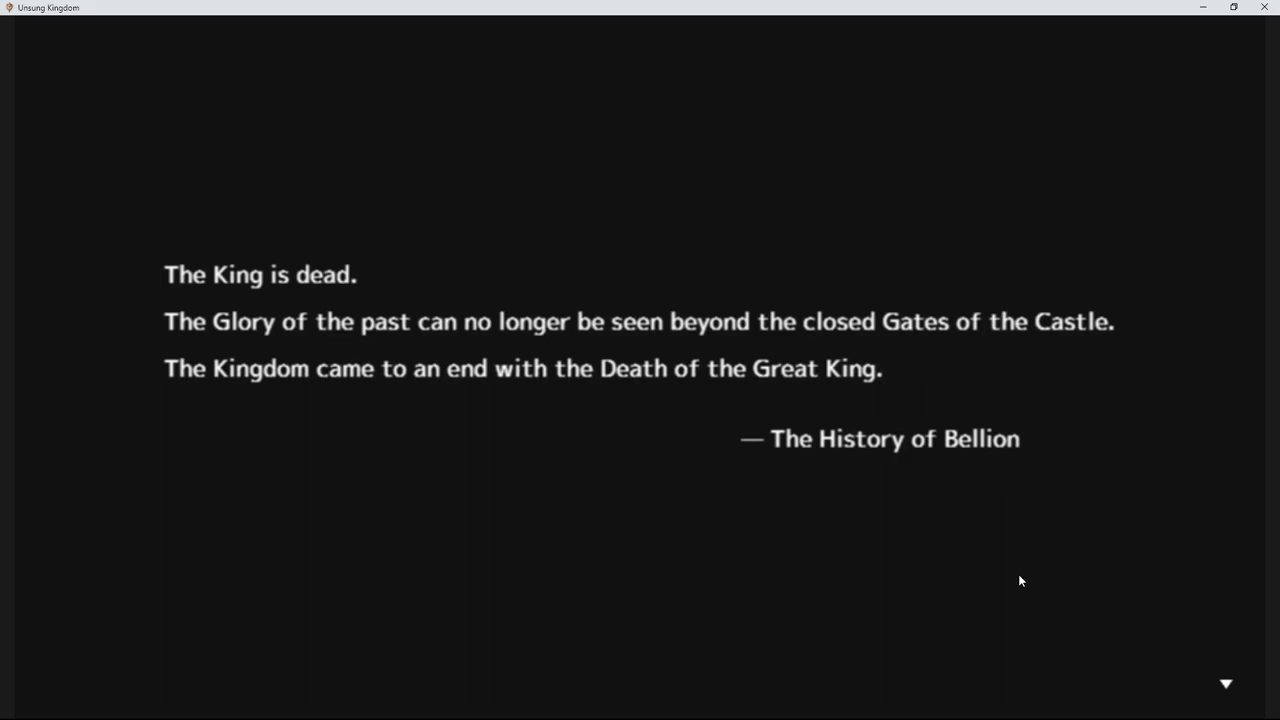 Unsung Kingdom
The King is dead.
The Glory of the past can no longer be seen beyond the closed Gates of the Castle.
The Kingdom came to an end with the Death of the Great King.
— The History of Bellion